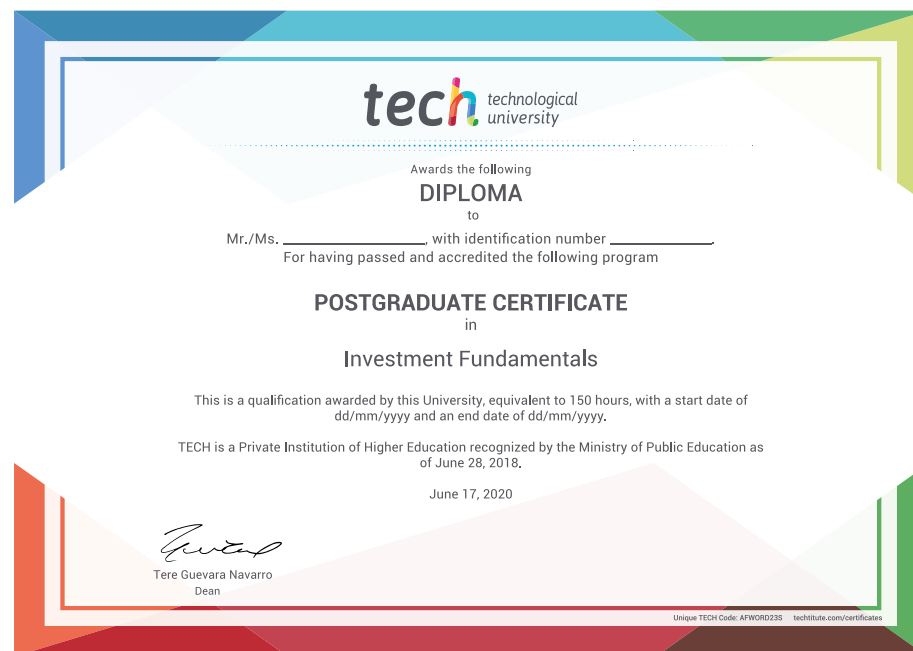 tech technological
university
Awards the following
DIPLOMA
to
Mr./Ms. ____________________, with identification number ______________.
For having passed and accredited the following program
POSTGRADUATE CERTIFICATE
in
Investment Fundamentals
This is a qualification awarded by this University, equivalent to 150 hours, with a start date of
dd/mm/yyyy and an end date of dd/mm/yyyy.
TECH is a Private Institution of Higher Education recognized by the Ministry of Public Education as
of June 28, 2018.
June 17, 2020
Tere Guevara Navarro
Dean
Unique TECH Code: AFWORD23S techtitute.com/certificates